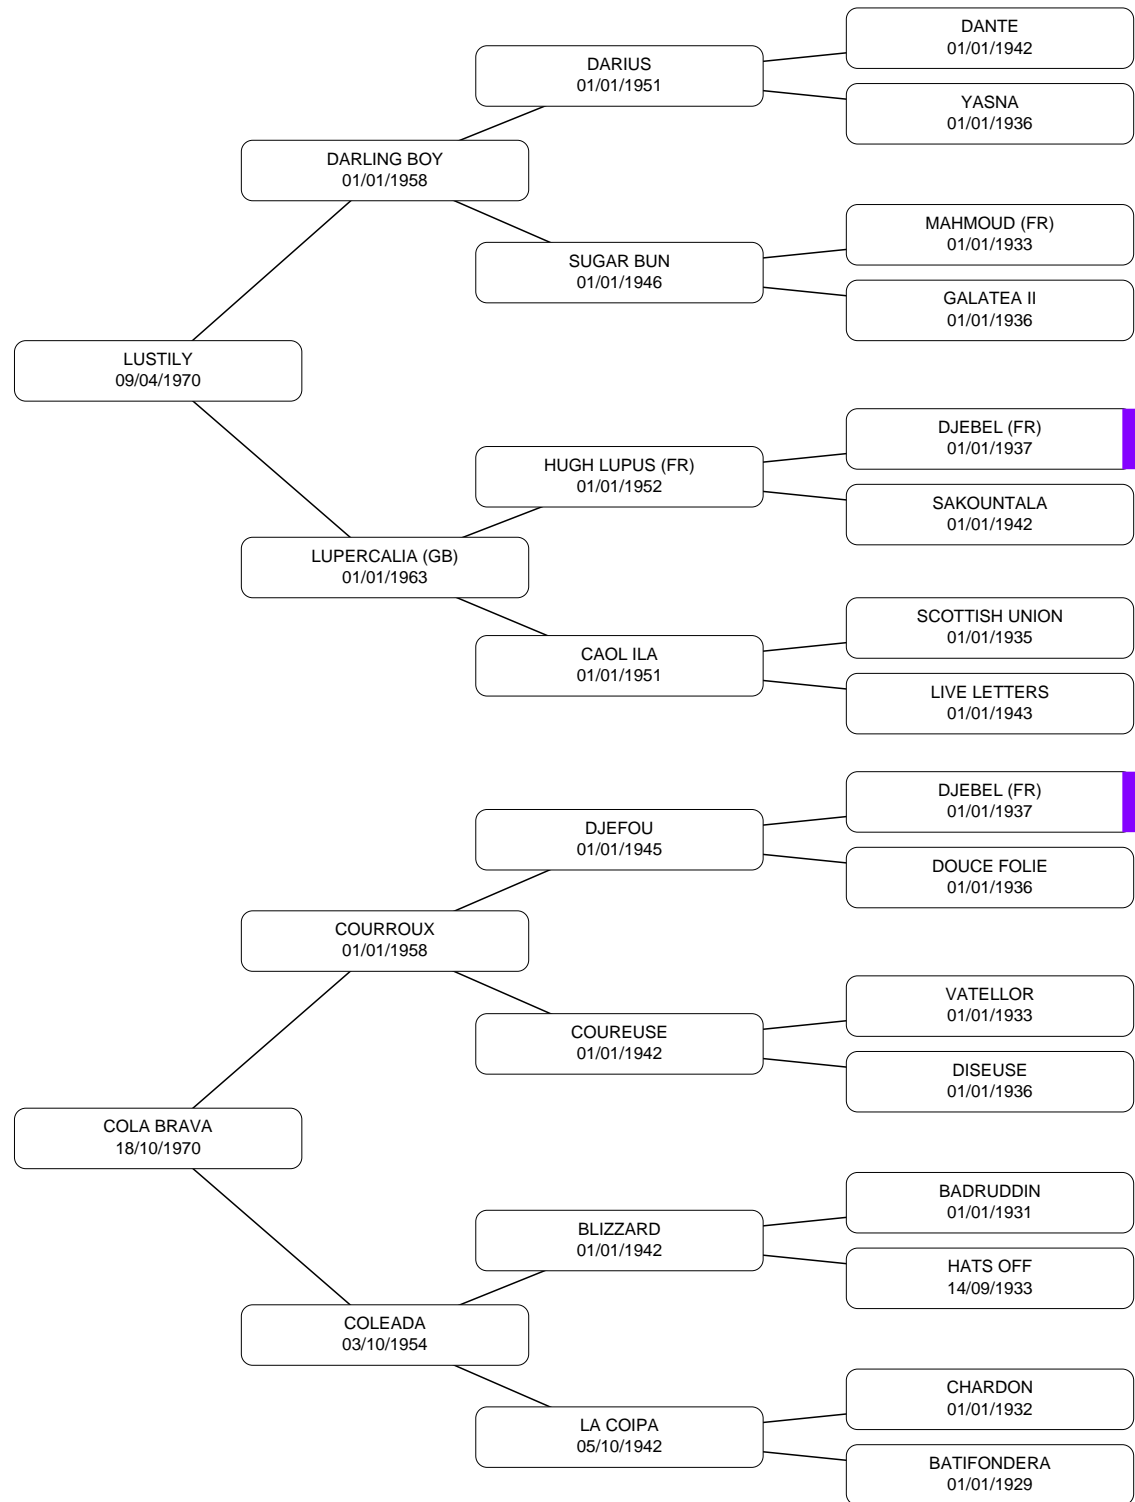 DANTE
01/01/1942
DARIUS
01/01/1951
YASNA
01/01/1936
DARLING BOY
01/01/1958
MAHMOUD (FR)
01/01/1933
SUGAR BUN
01/01/1946
GALATEA II
01/01/1936
LUSTILY
09/04/1970
DJEBEL (FR)
01/01/1937
HUGH LUPUS (FR)
01/01/1952
SAKOUNTALA
01/01/1942
LUPERCALIA (GB)
01/01/1963
SCOTTISH UNION
01/01/1935
CAOL ILA
01/01/1951
LIVE LETTERS
01/01/1943
DJEBEL (FR)
01/01/1937
DJEFOU
01/01/1945
DOUCE FOLIE
01/01/1936
COURROUX
01/01/1958
VATELLOR
01/01/1933
COUREUSE
01/01/1942
DISEUSE
01/01/1936
COLA BRAVA
18/10/1970
BADRUDDIN
01/01/1931
BLIZZARD
01/01/1942
HATS OFF
14/09/1933
COLEADA
03/10/1954
CHARDON
01/01/1932
LA COIPA
05/10/1942
BATIFONDERA
01/01/1929